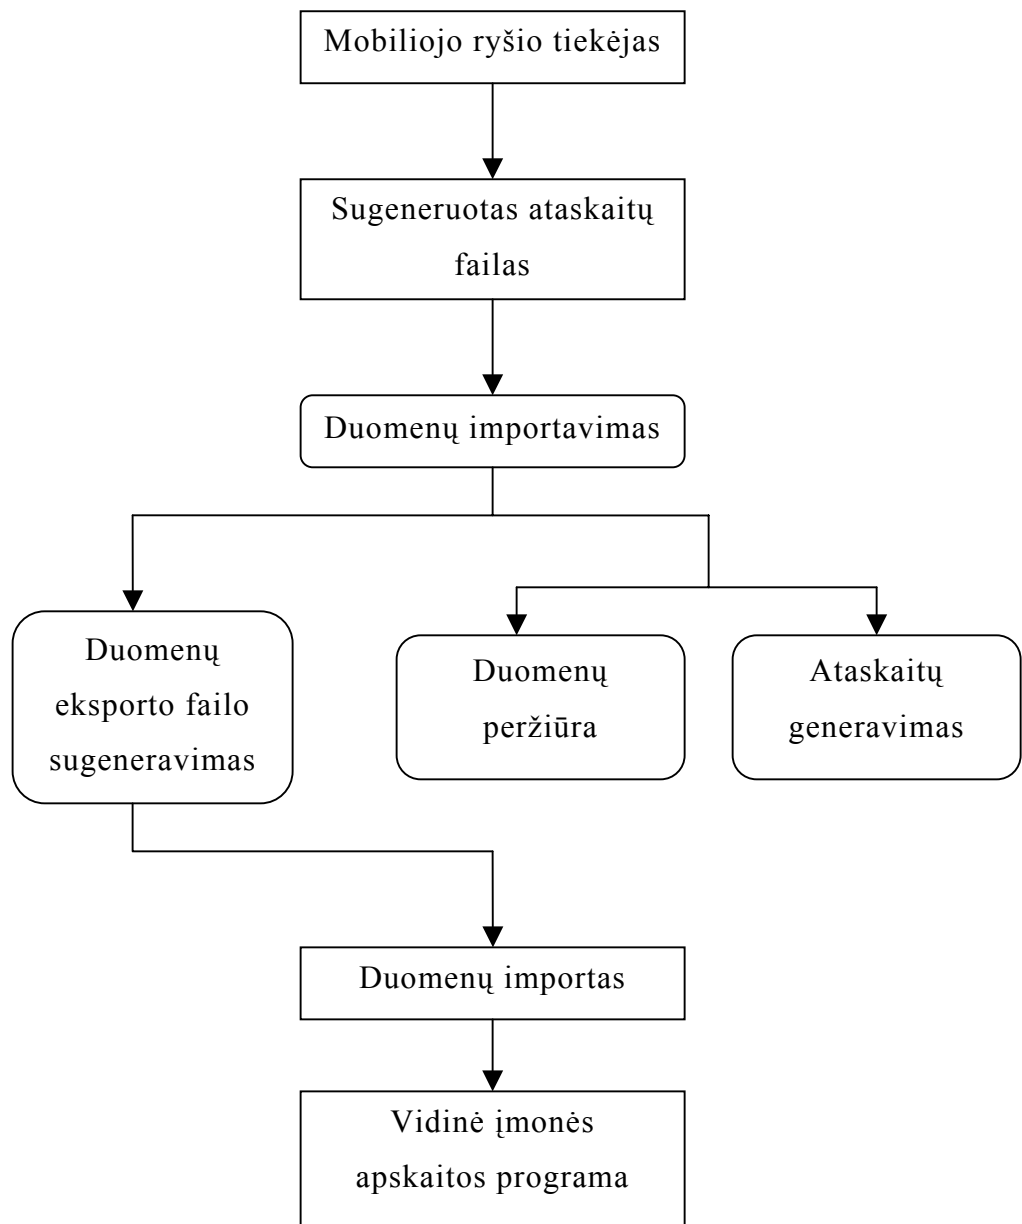 Mobiliojo ryšio tiekėjas
Sugeneruotas ataskaitų
failas
Duomenų importavimas
Duomenų
eksporto failo
sugeneravimas
Duomenų
peržiūra
Ataskaitų
generavimas
Duomenų importas
Vidinė įmonės
apskaitos programa